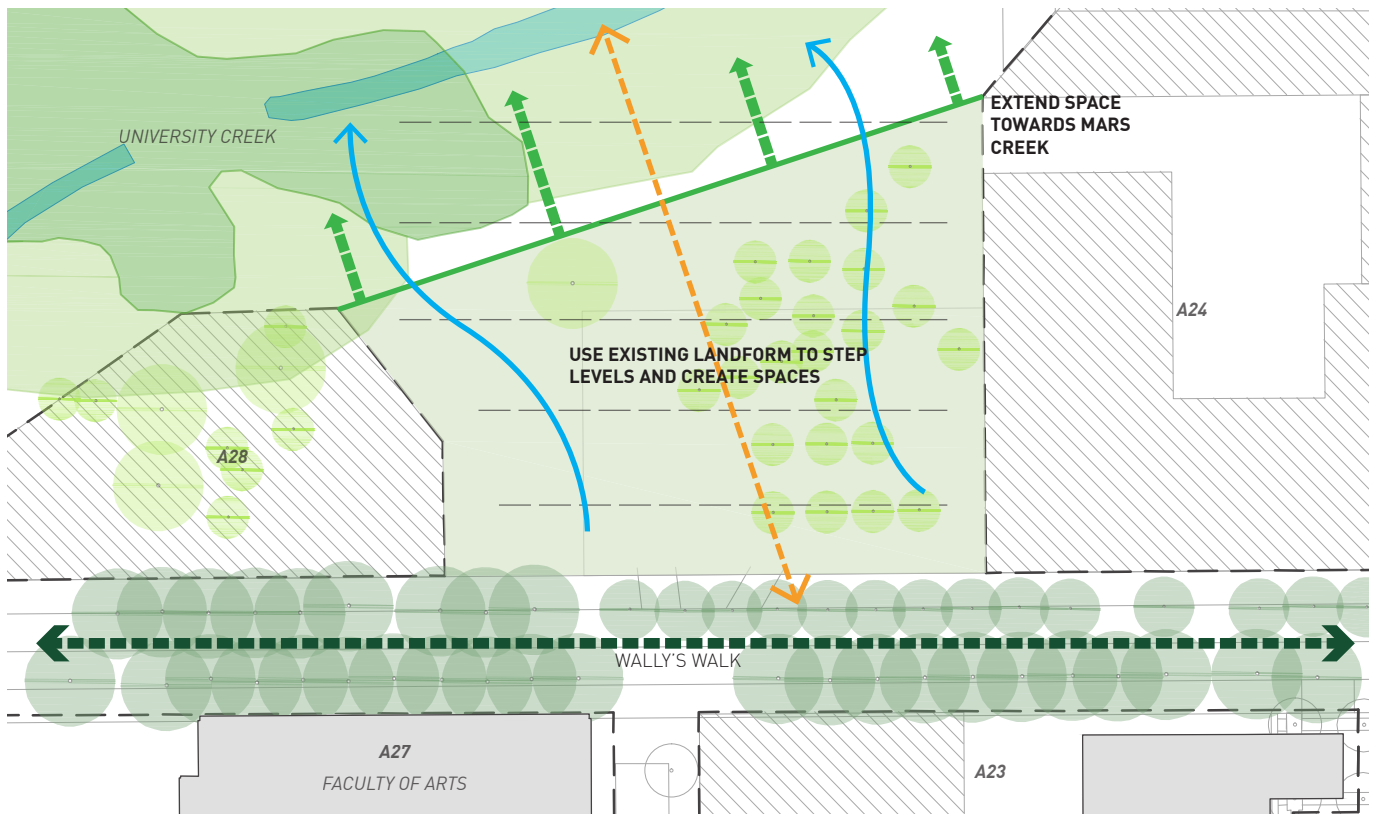 UNIVERSITY CREEK
EXTEND SPACE
TOWARDS MARS
CREEK
A24
USE EXISTING LANDFORM TO STEP
LEVELS AND CREATE SPACES
A28
WALLY'S WALK
A27
FACULTY OF ARTS
A23